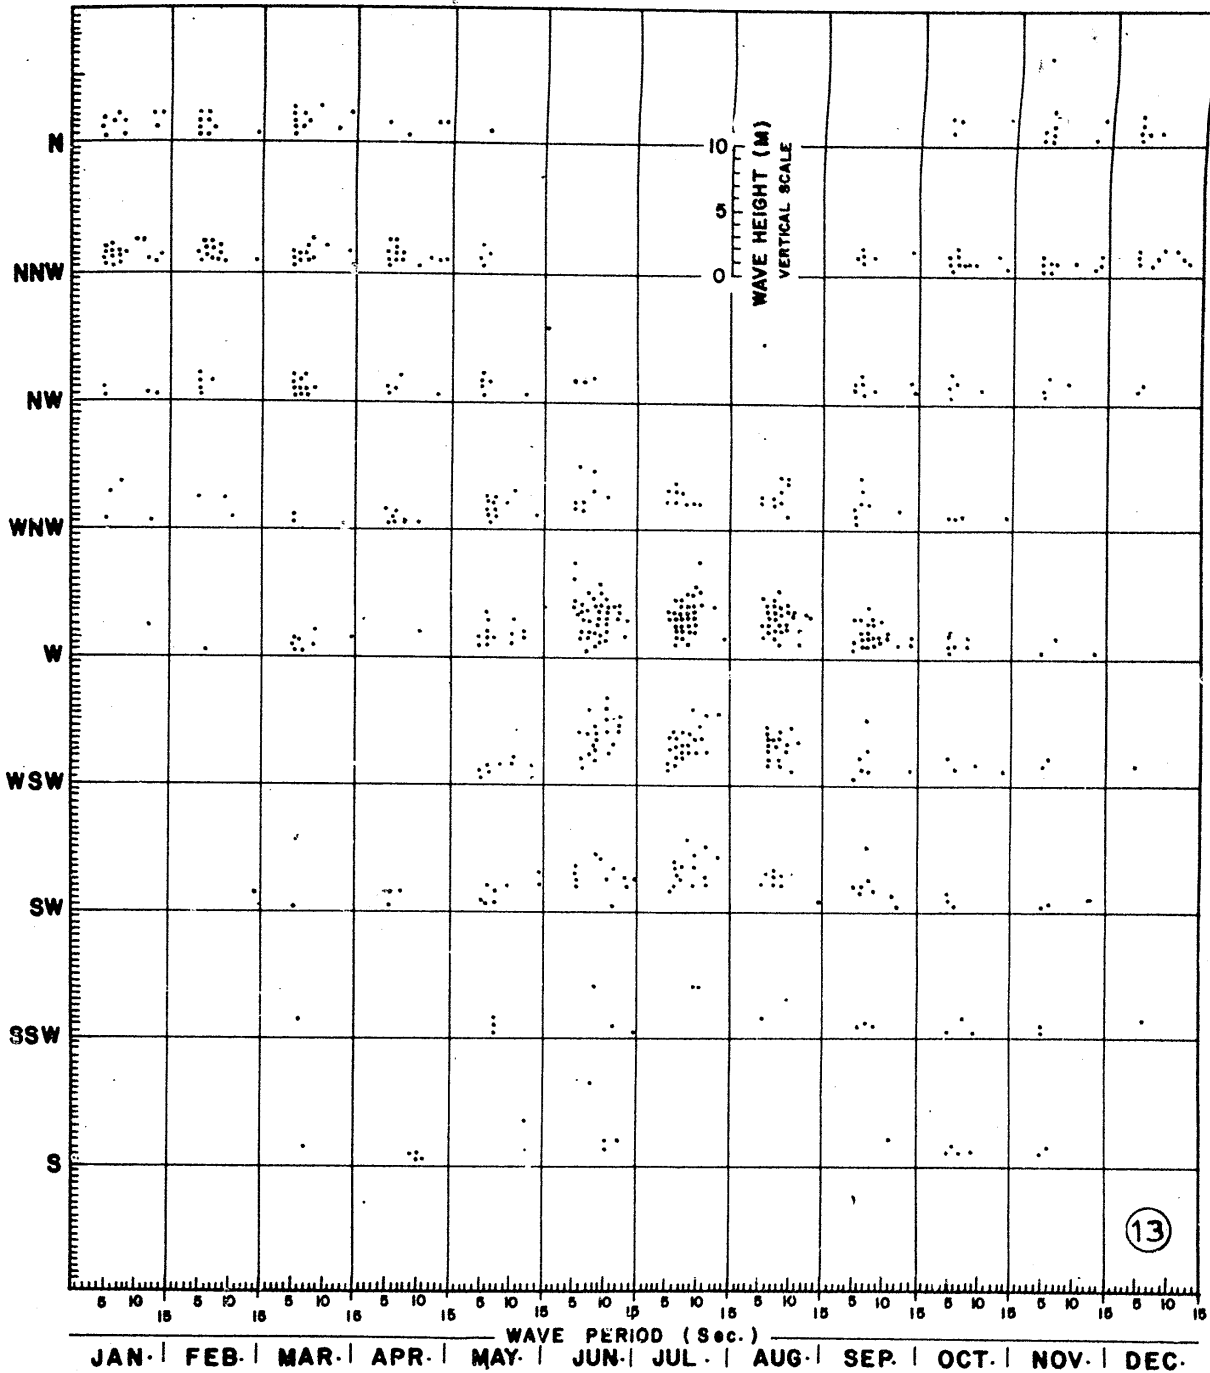 N
10
5
0
WAVE HEIGHT (M)
VERTICAL SCALE
NNW
NW
WNW
W
WSW
SW
SSW
S
13
5 10 15 5 10 15 5 10 15 5 10 15 5 10 15 5 10 15 5 10 15 5 10 15 5 10 15 5 10 15 5 10 15 5 10 15
WAVE PERIOD (Sec.)
JAN. | FEB. | MAR. | APR. | MAY. | JUN. | JUL. | AUG. | SEP. | OCT. | NOV. | DEC.